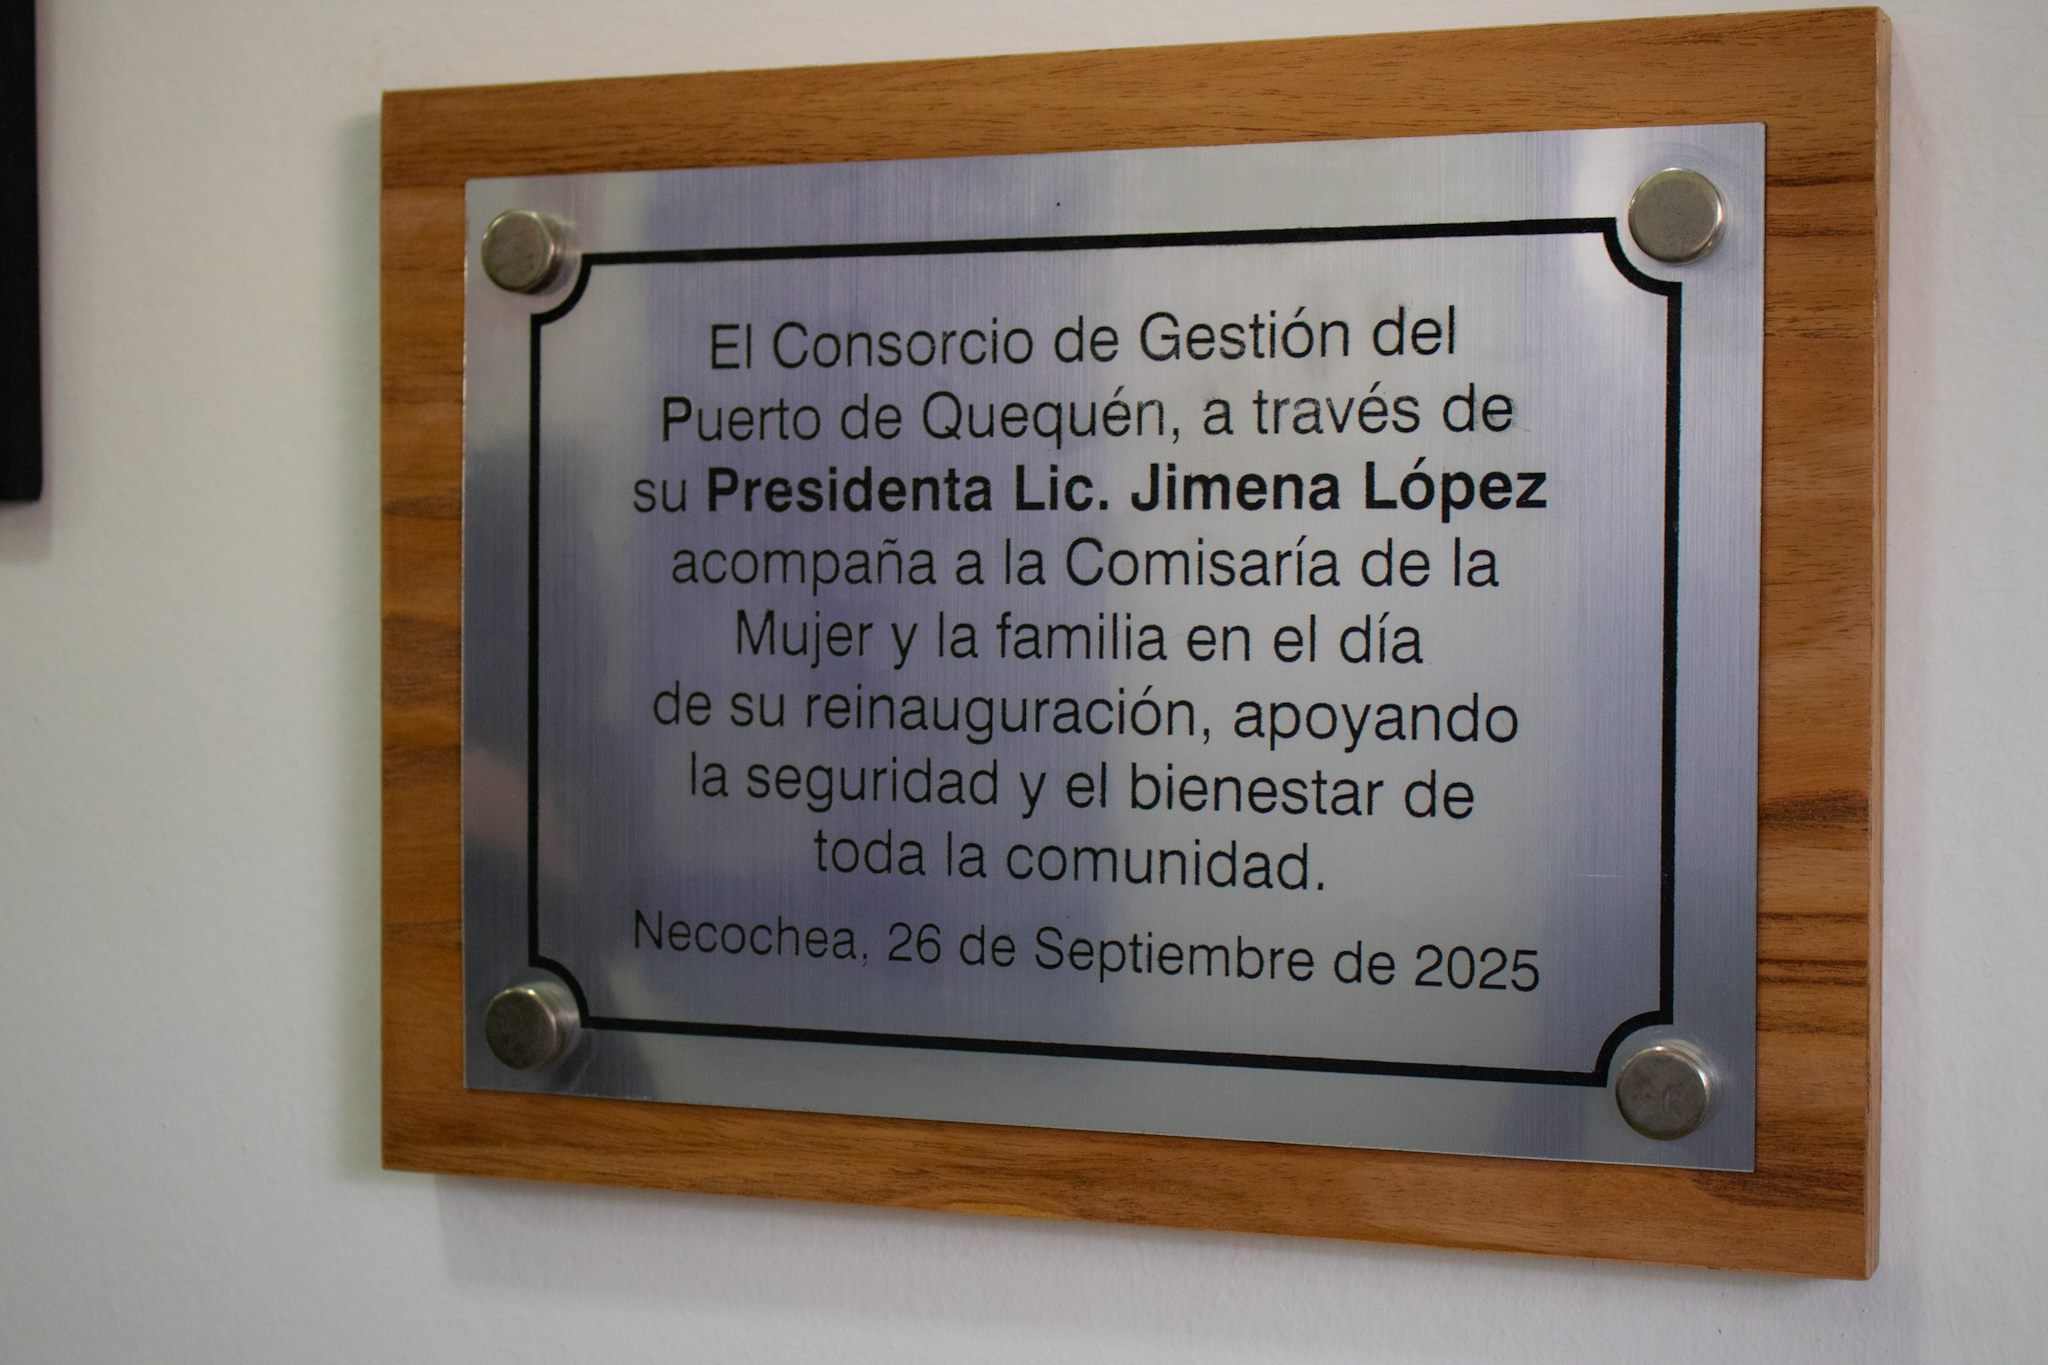 El Consorcio de Gestión del
Puerto de Quequén, a través de
su Presidenta Lic. Jimena López
acompaña a la Comisaría de la
Mujer y la familia en el día
de su reinauguración, apoyando
la seguridad y el bienestar de
toda la comunidad.
Necochea, 26 de Septiembre de 2025